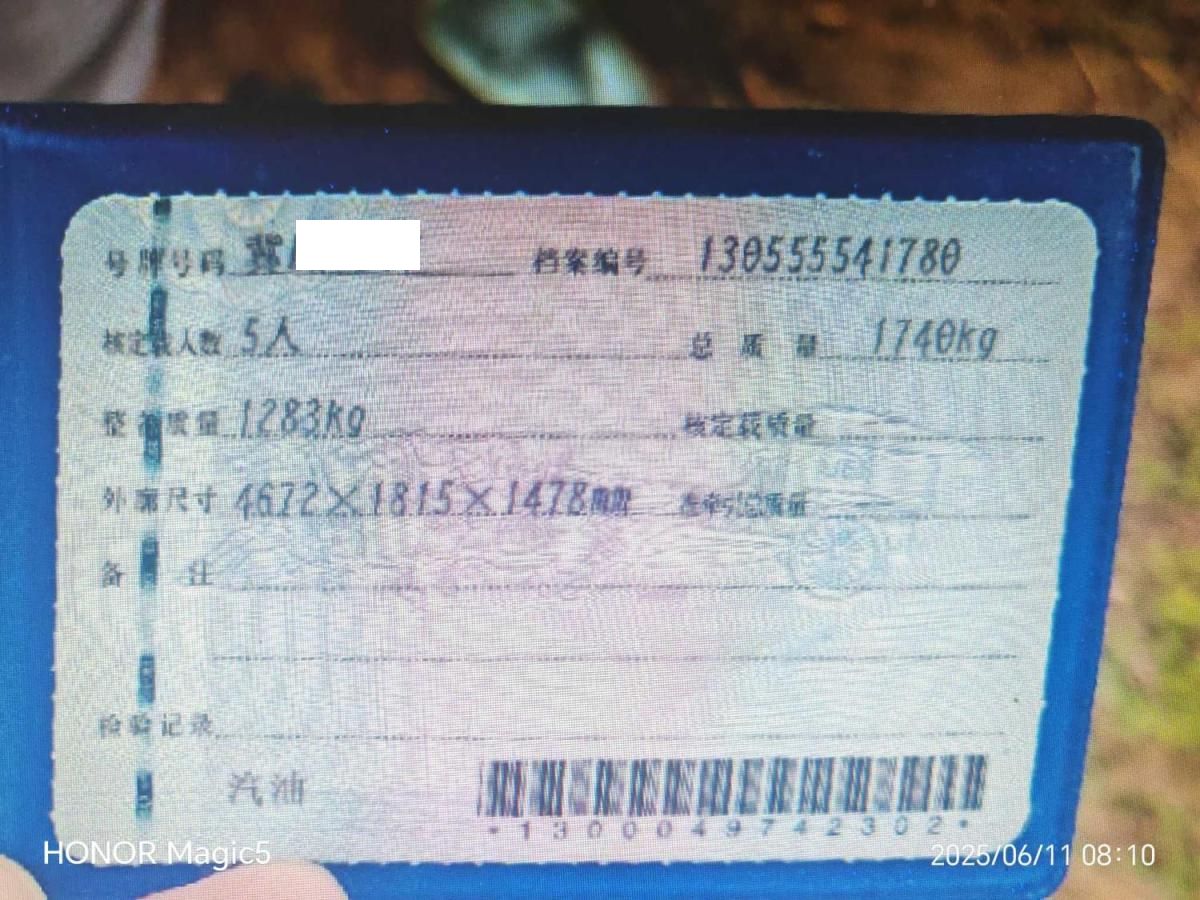 号牌号码 冀 档案编号 130555541780
核定载人数 5人 总质量 1740kg
整备质量 1283kg 核定载质量
外廓尺寸 4672×1815×1478mm 准牵引总质量
备注
检验记录
汽油
*1300049742302*
HONOR Magic5 2025/06/11 08:10